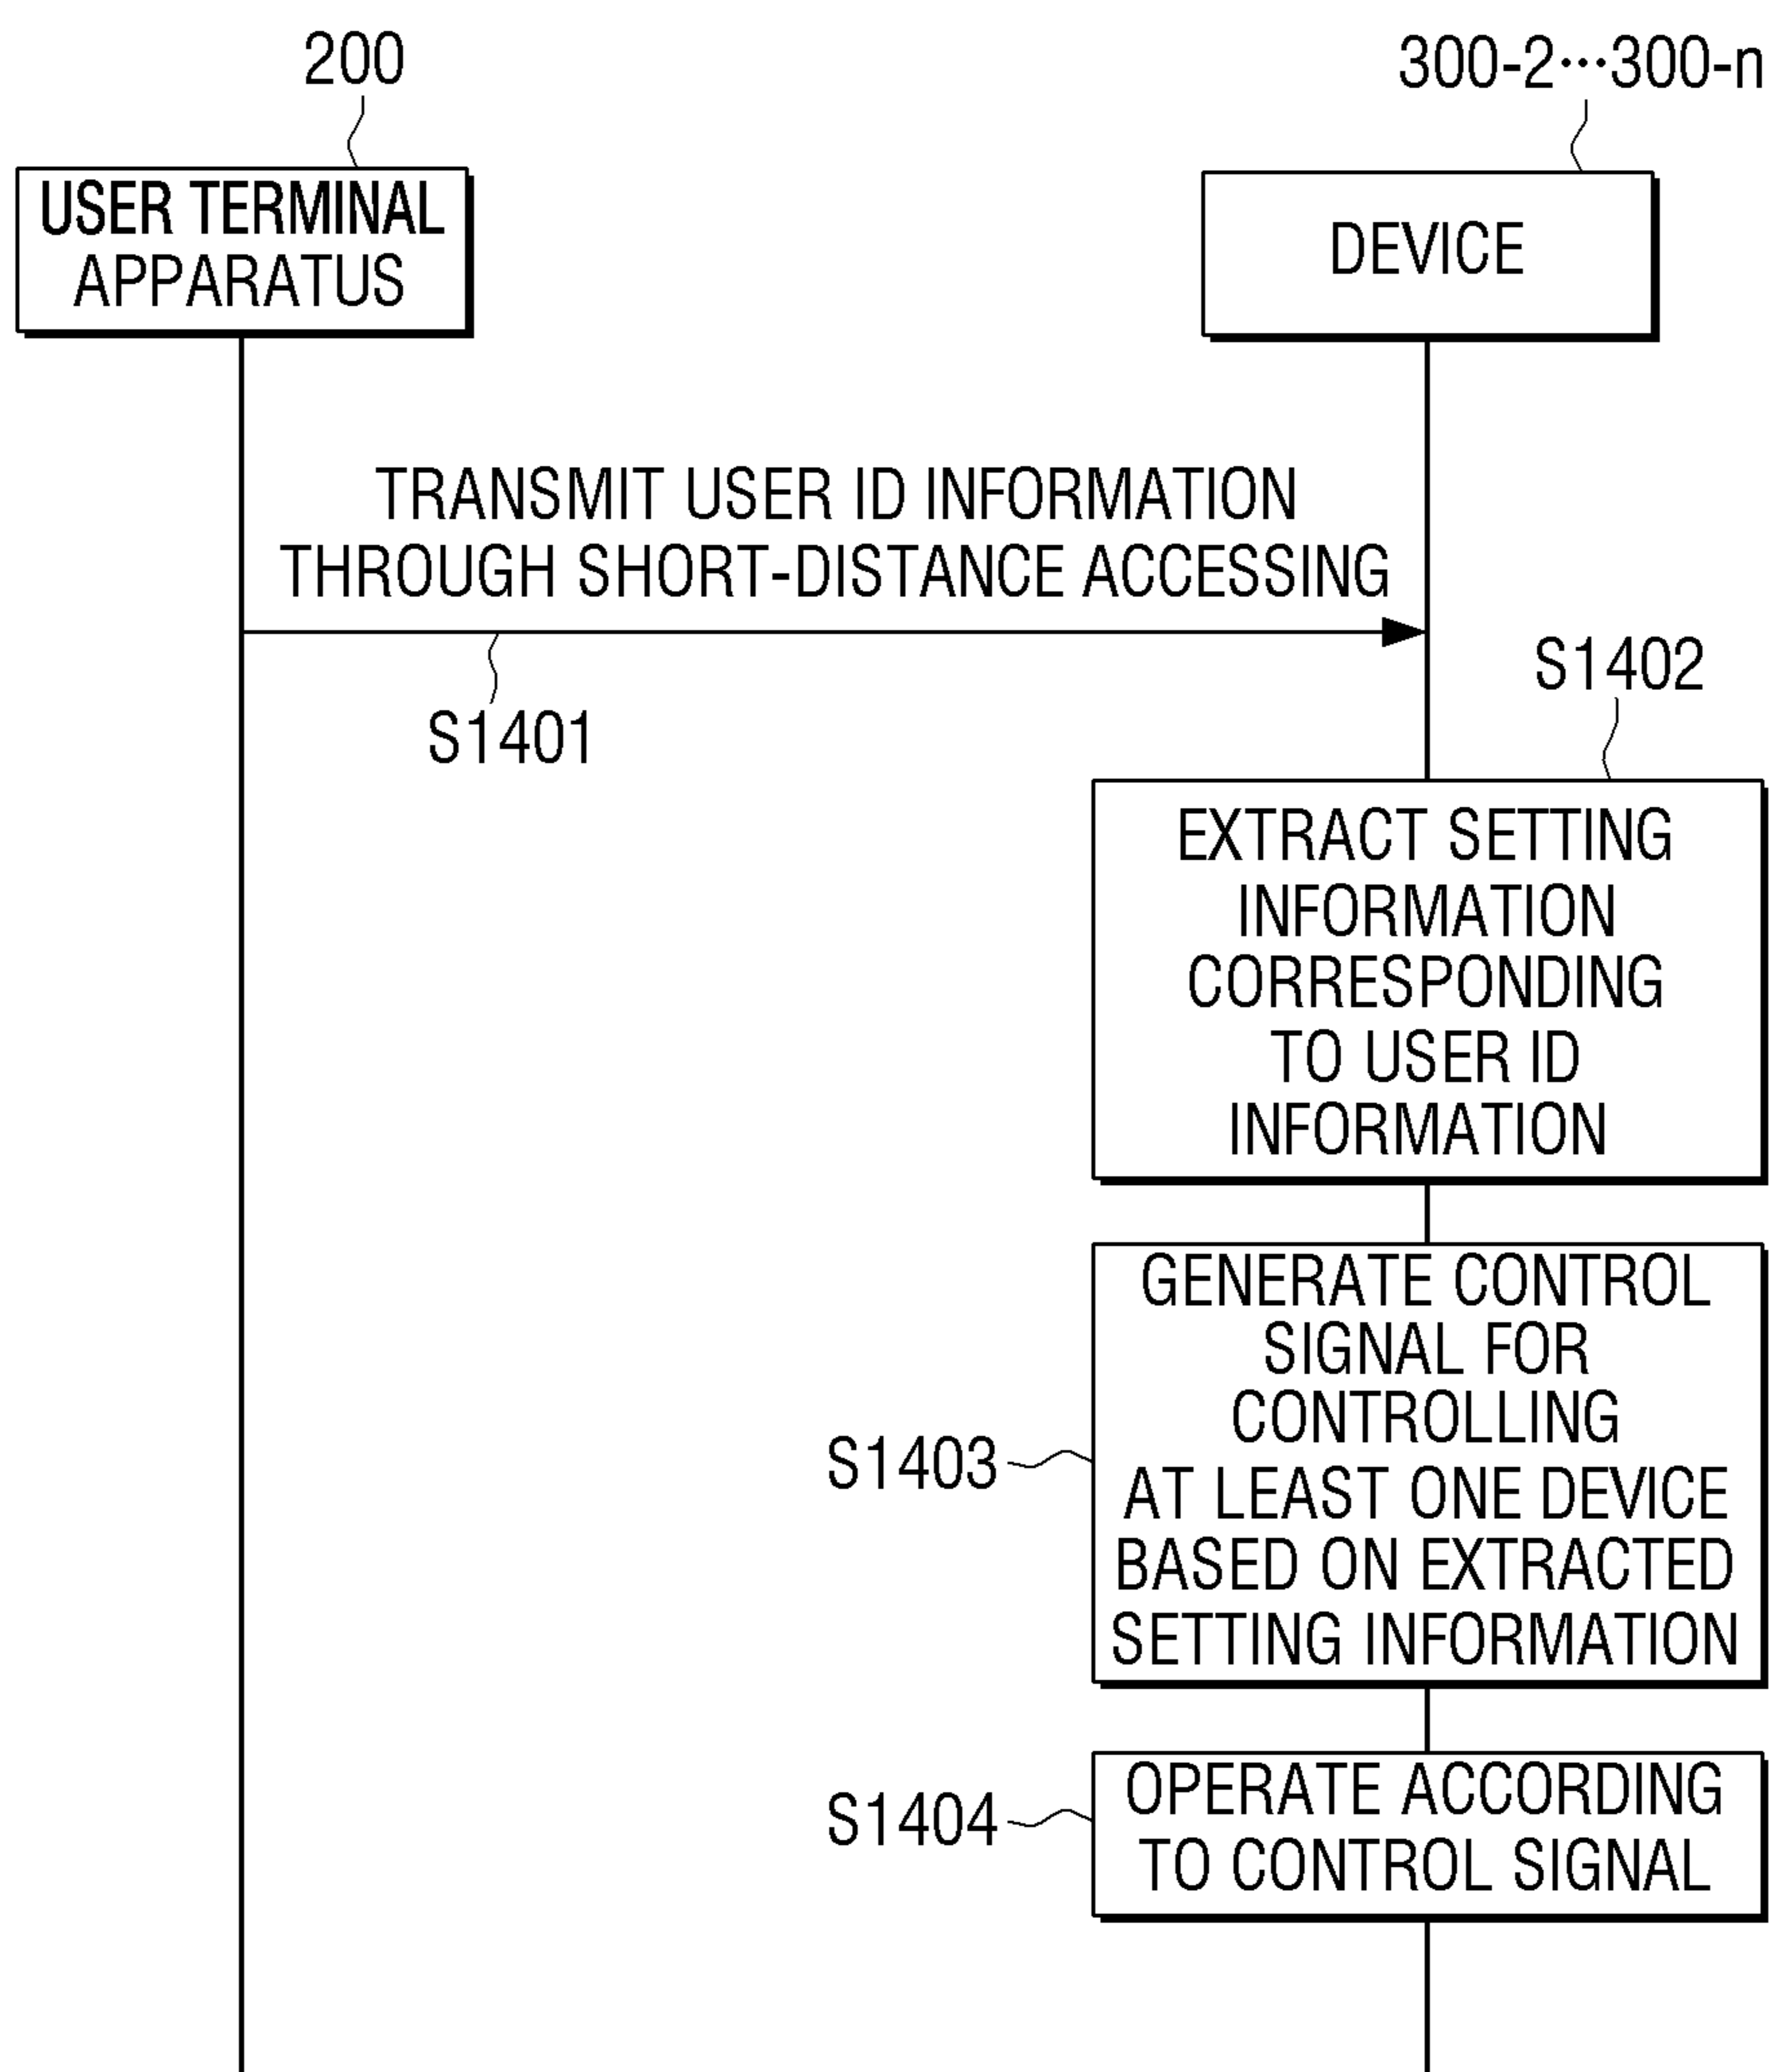 200
300-2···300-n
USER TERMINAL
APPARATUS
DEVICE
TRANSMIT USER ID INFORMATION
THROUGH SHORT-DISTANCE ACCESSING
S1401
S1402
EXTRACT SETTING
INFORMATION
CORRESPONDING
TO USER ID
INFORMATION
GENERATE CONTROL
SIGNAL FOR
CONTROLLING
AT LEAST ONE DEVICE
BASED ON EXTRACTED
SETTING INFORMATION
S1403
OPERATE ACCORDING
TO CONTROL SIGNAL
S1404